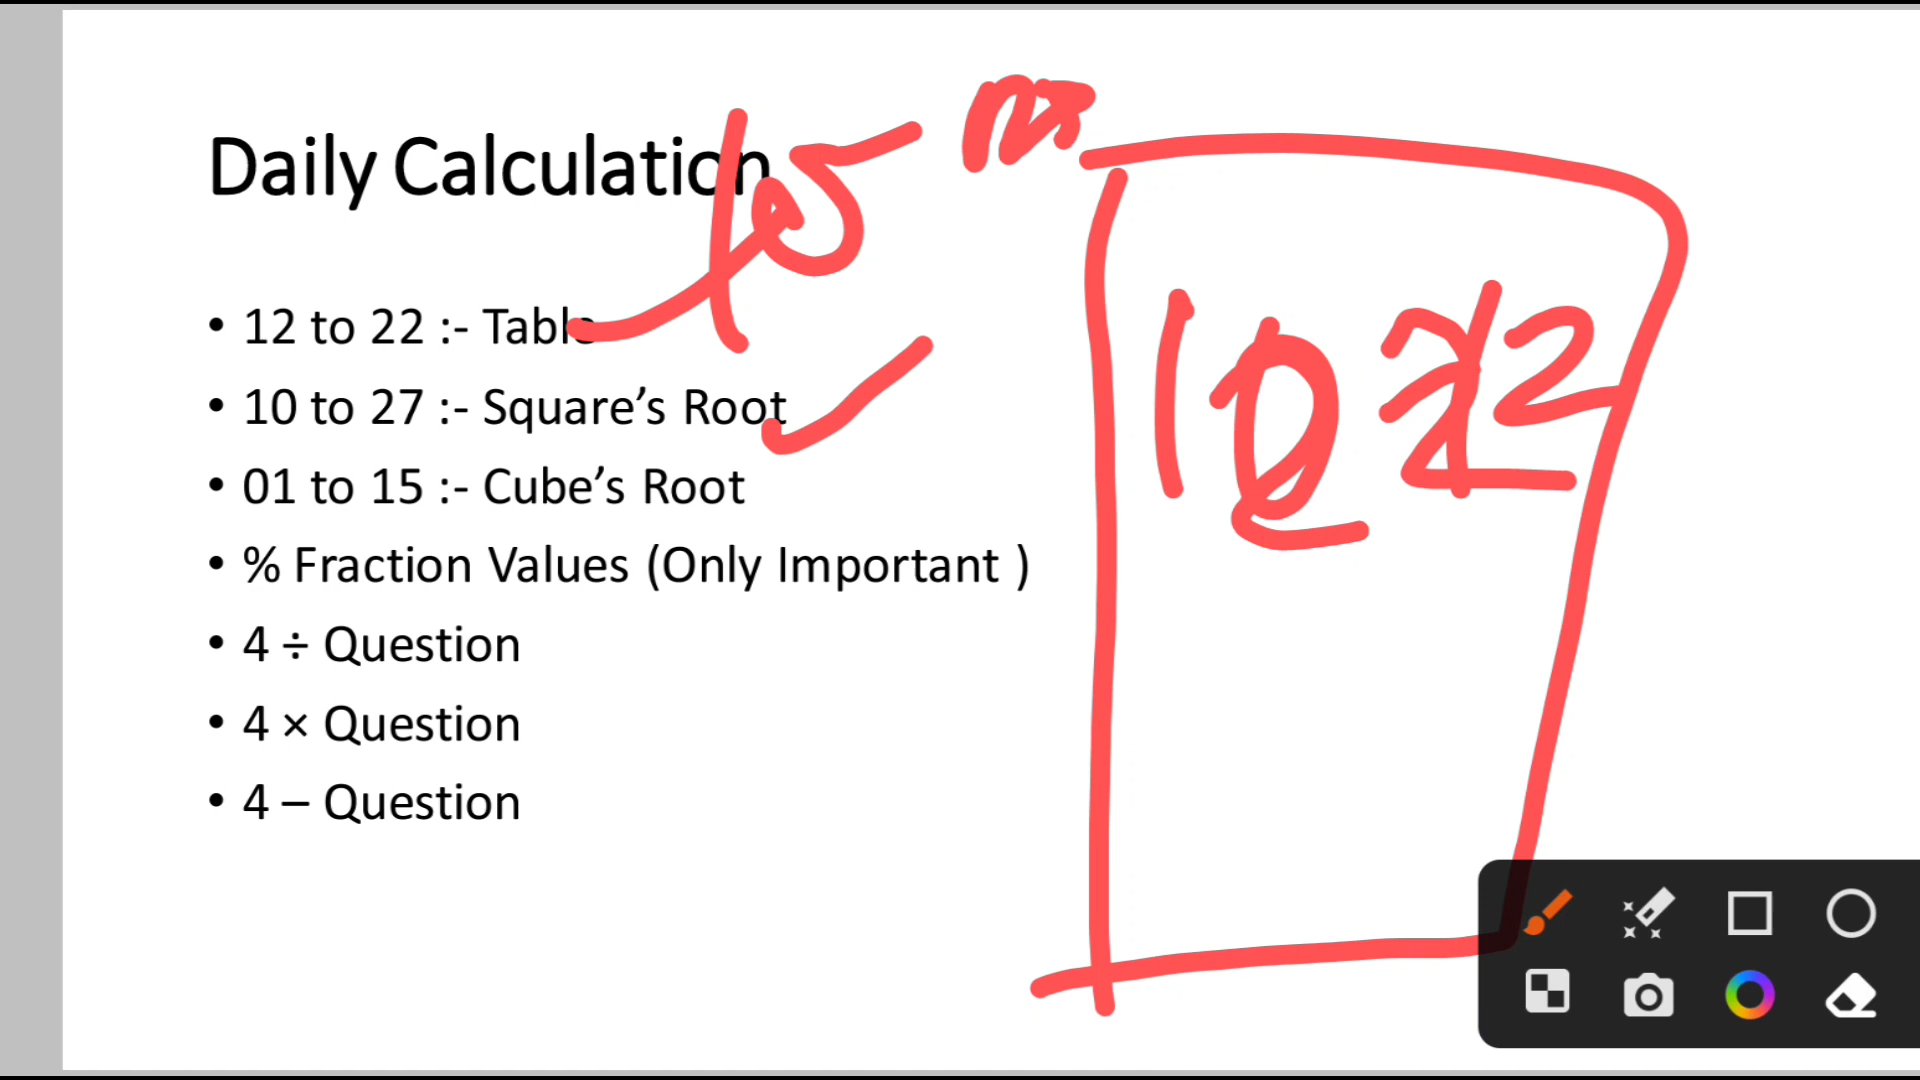 Daily Calculation
15 m
• 12 to 22 :- Table
• 10 to 27 :- Square’s Root
• 01 to 15 :- Cube’s Root
• % Fraction Values (Only Important )
• 4 ÷ Question
• 4 × Question
• 4 – Question